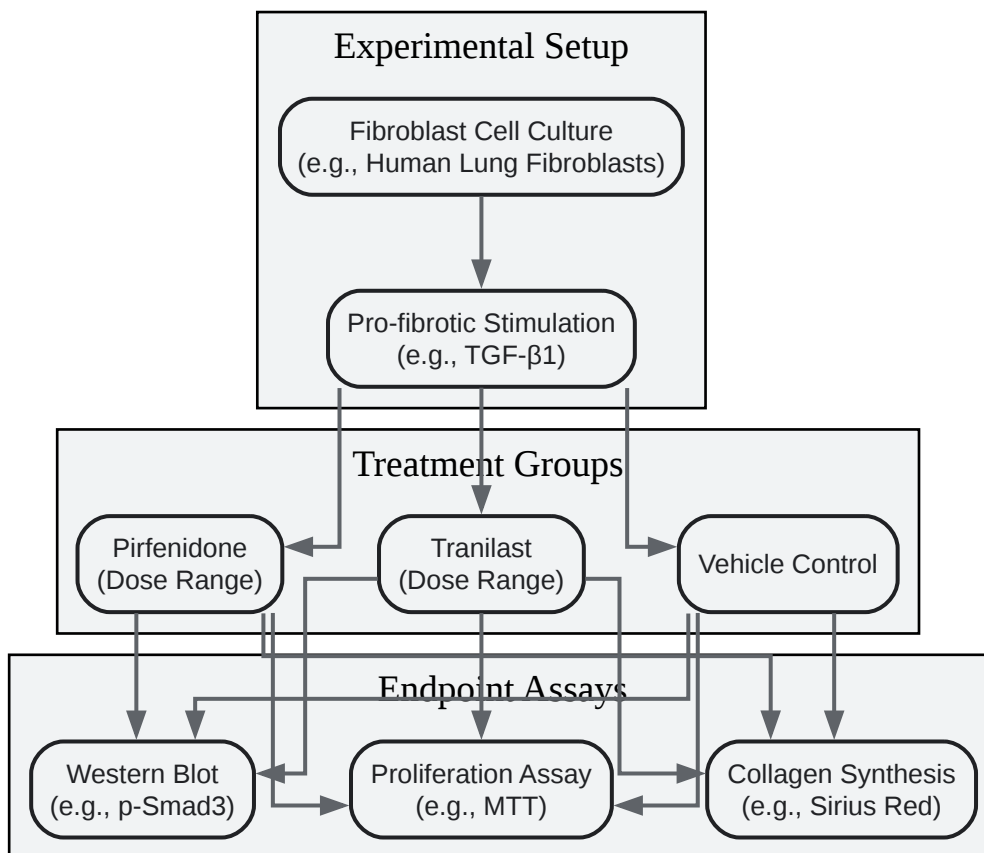 Experimental Setup
Fibroblast Cell Culture
(e.g., Human Lung Fibroblasts)
Pro-fibrotic Stimulation
(e.g., TGF-β1)
Treatment Groups
Pirfenidone
(Dose Range)
Tranilast
(Dose Range)
Vehicle Control
Endpoint Assays
Western Blot
(e.g., p-Smad3)
Proliferation Assay
(e.g., MTT)
Collagen Synthesis
(e.g., Sirius Red)